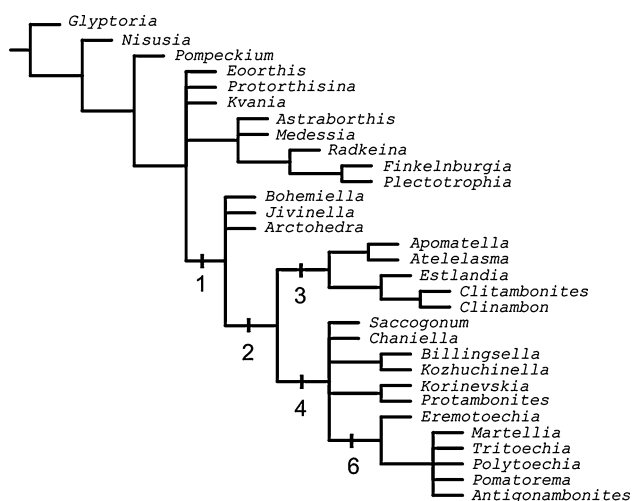 Glyptoria
Nisusia
Pompeckium
Eoorthis
Protorthisina
Kvania
Astraborthis
Medessia
Radkeina
Finkelnburgia
Plectotrophia
Bohemiella
Jivinella
Arctohedra
1
Apomatella
Atelelasma
3
Estlandia
Clitambonites
Clinambon
2
Saccogonum
Chaniella
Billingsella
Kozhuchinella
4
Korinevskia
Protambonites
Eremotoechia
6
Martellia
Tritoechia
Polytoechia
Pomatorema
Antigonambonites